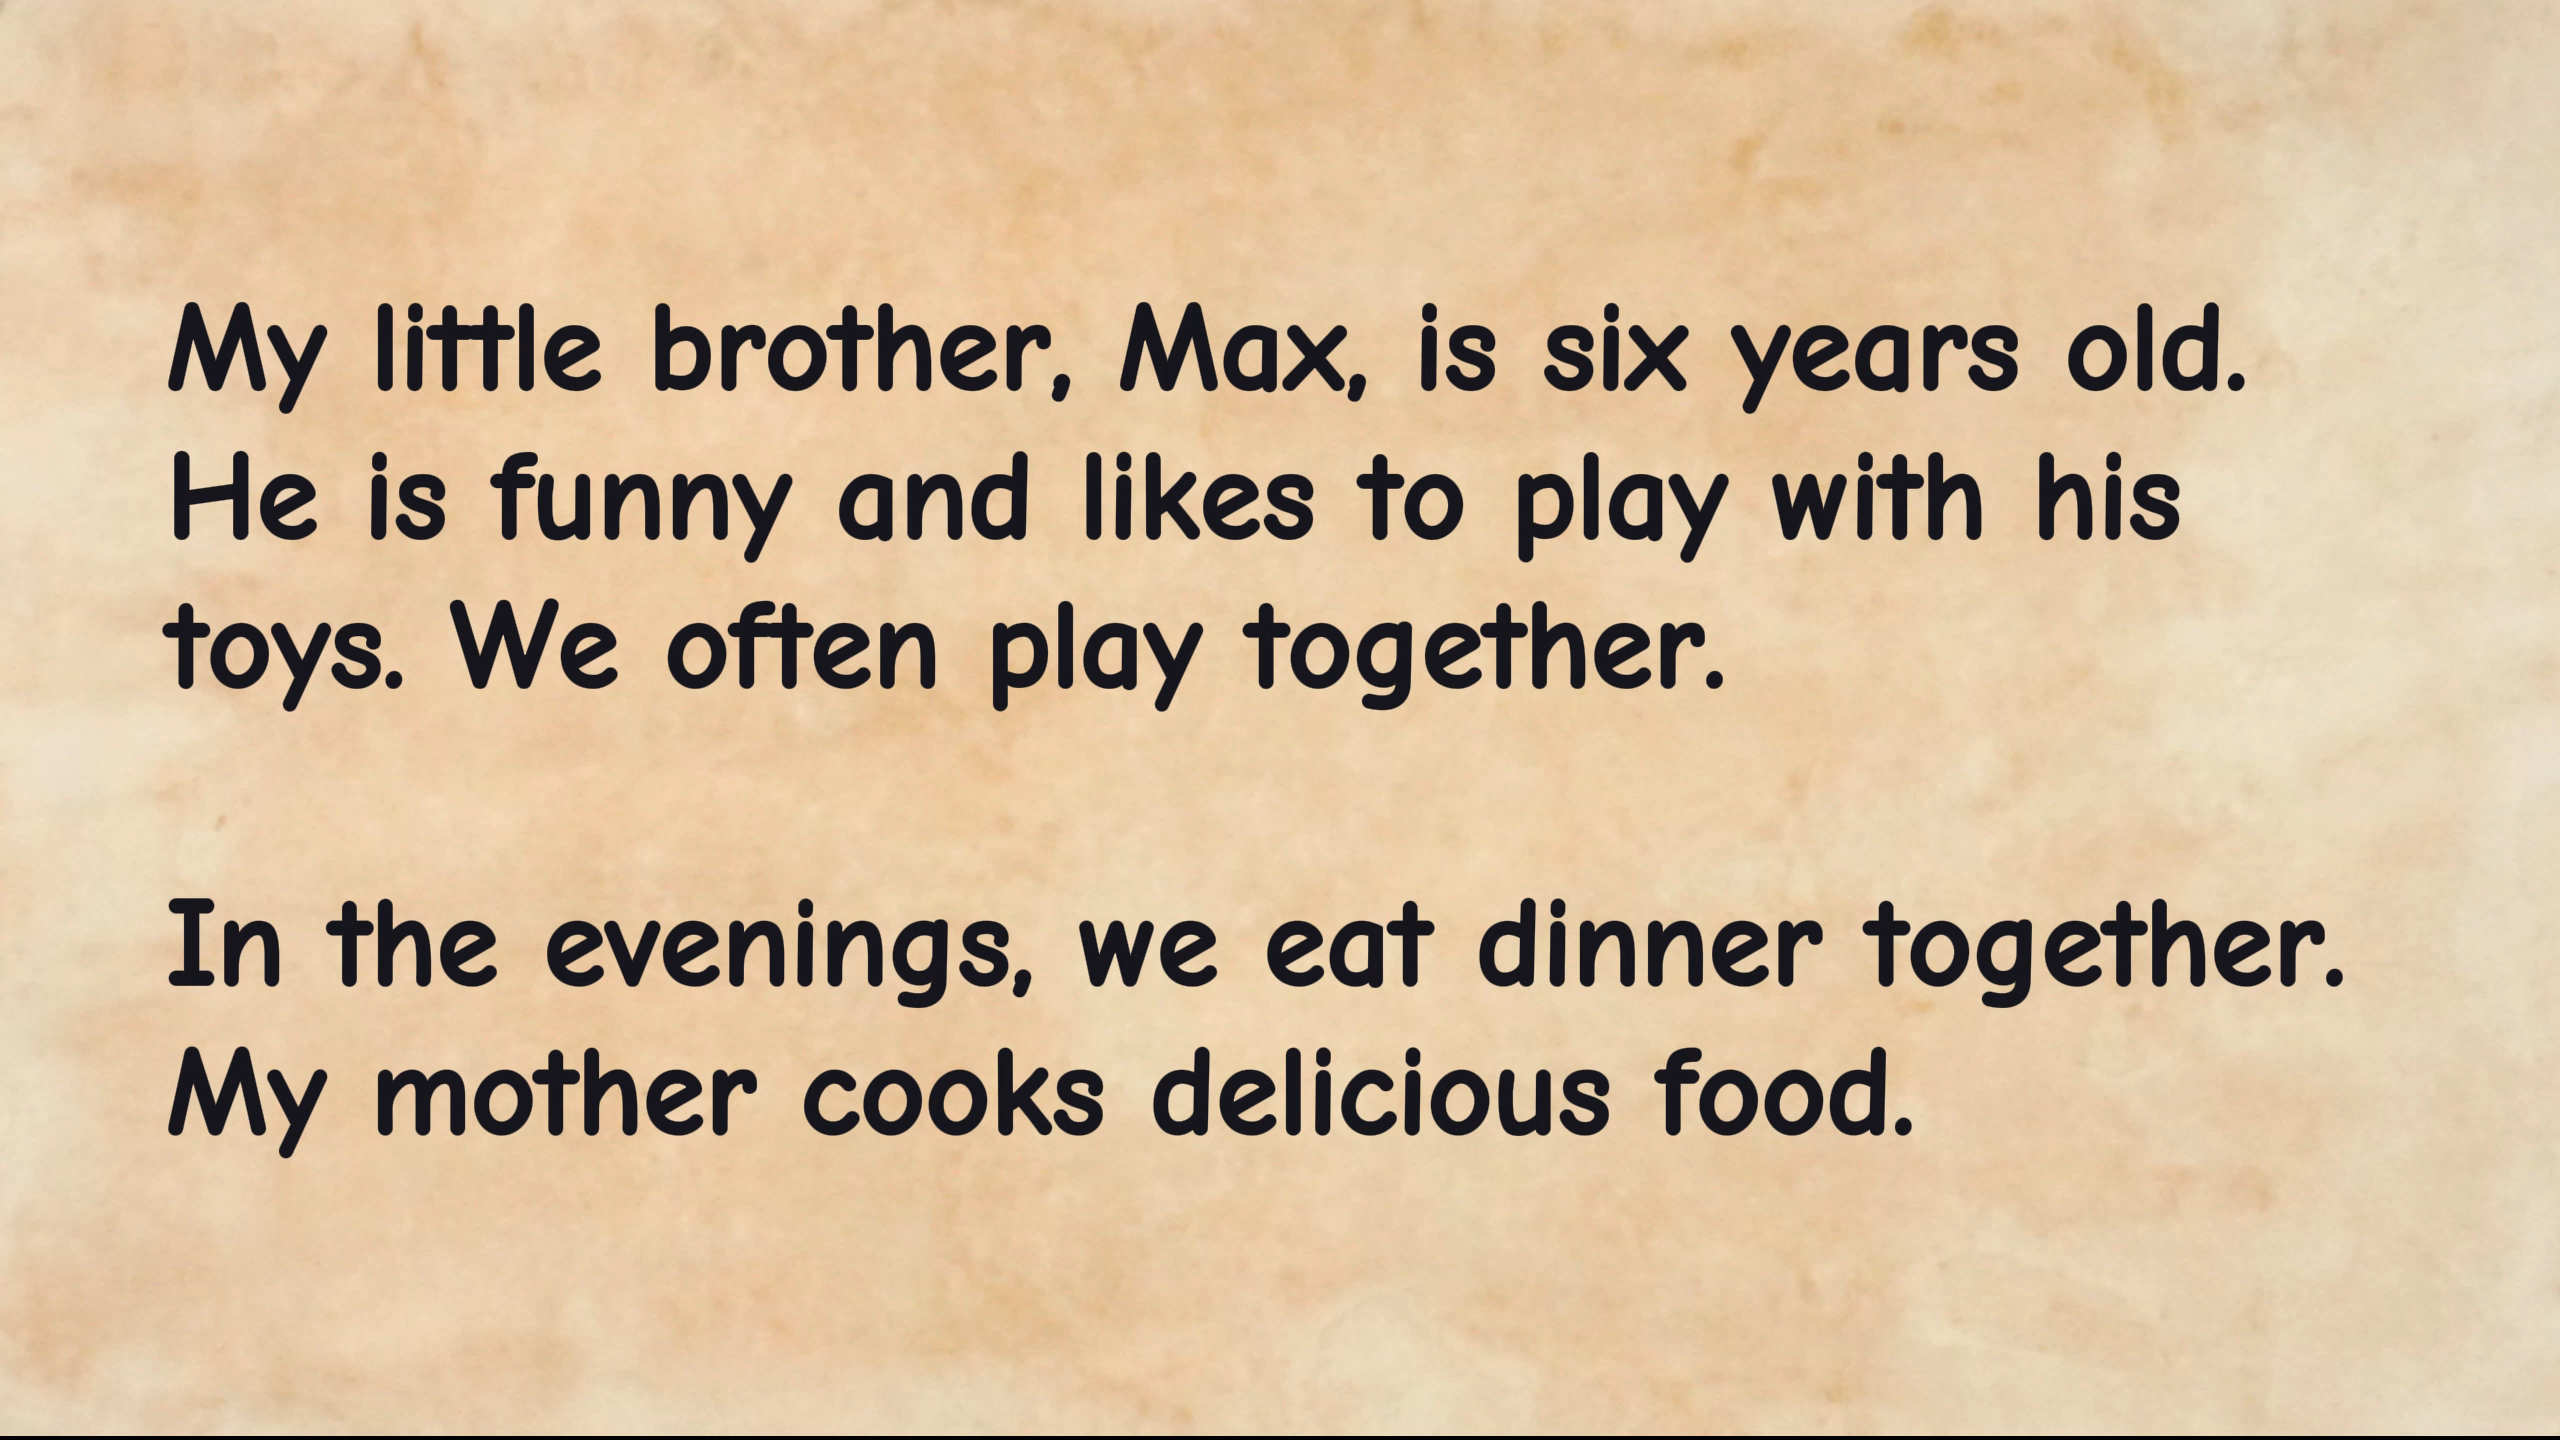 My little brother, Max, is six years old.
He is funny and likes to play with his
toys. We often play together.
In the evenings, we eat dinner together.
My mother cooks delicious food.